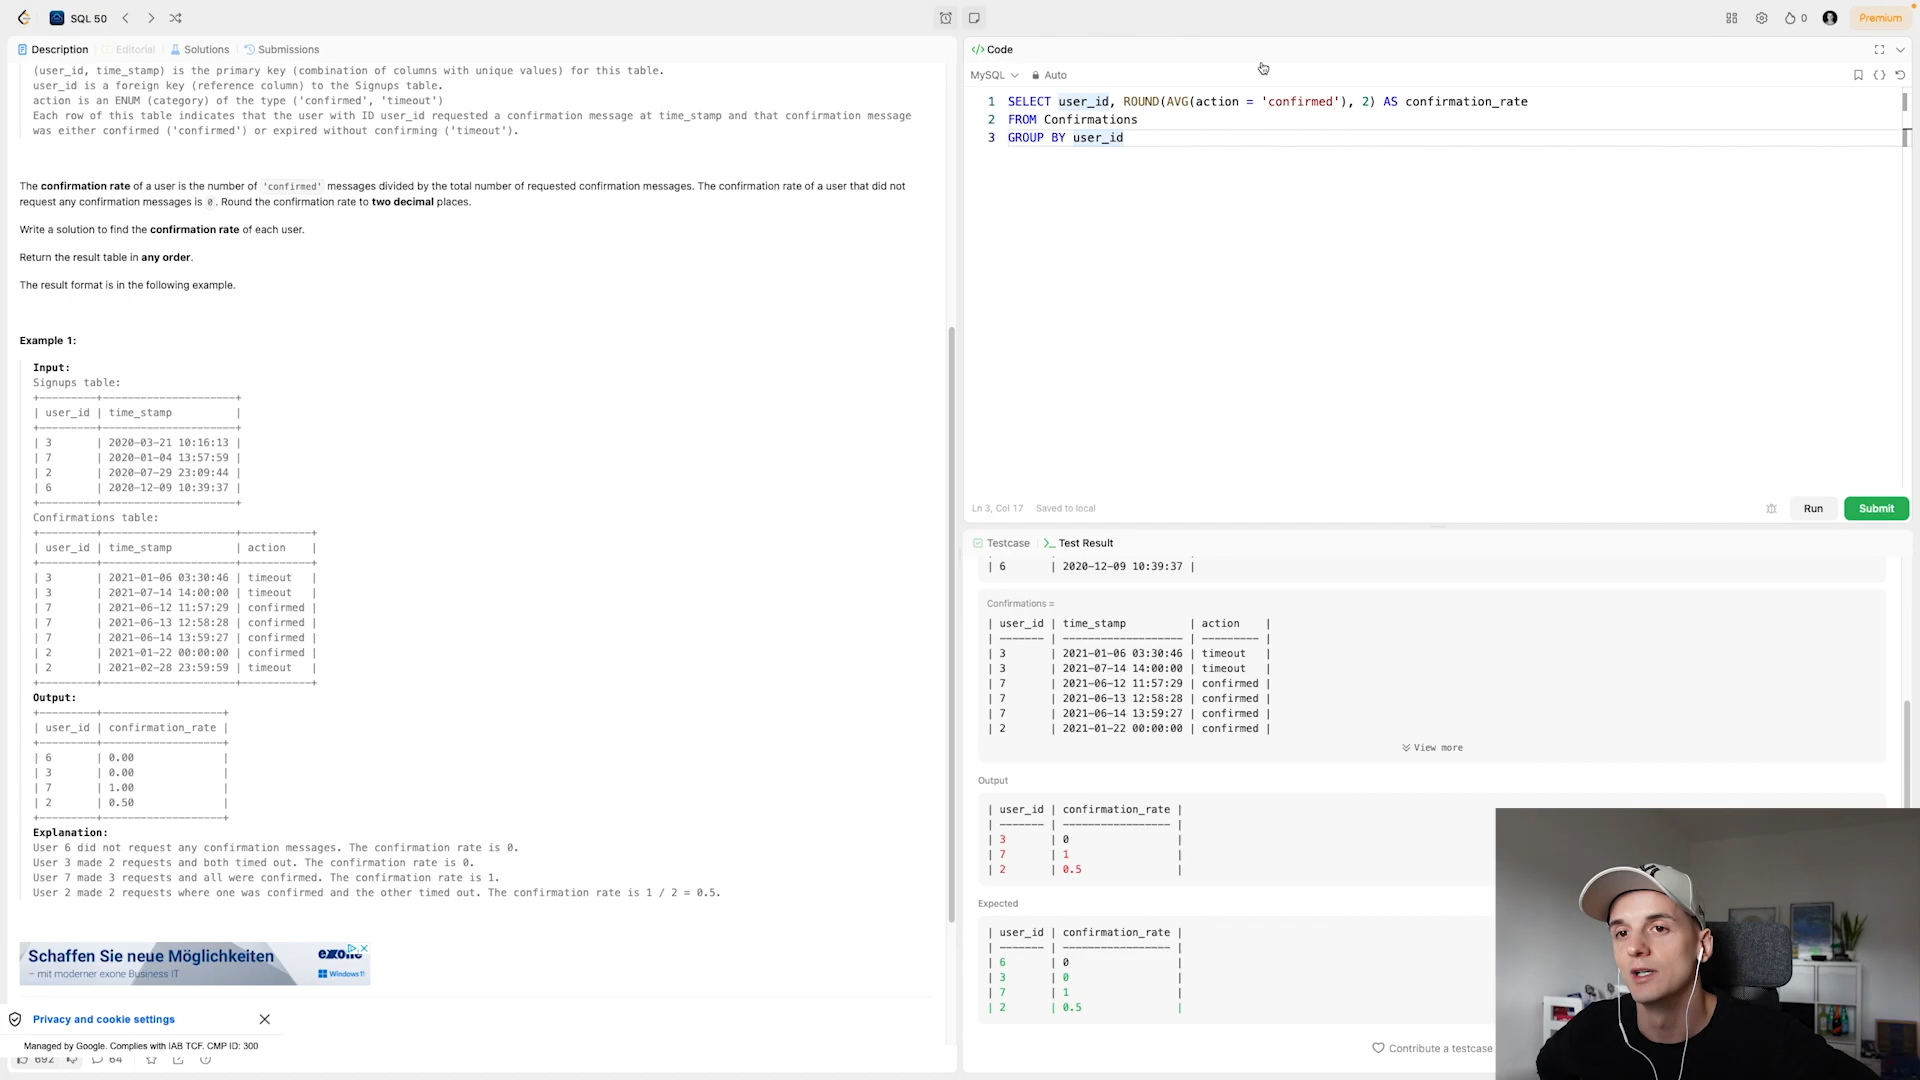 SQL 50
0
Premium
Description
Editorial
Solutions
Submissions
(user_id, time_stamp) is the primary key (combination of columns with unique values) for this table.
user_id is a foreign key (reference column) to the Signups table.
action is an ENUM (category) of the type ('confirmed', 'timeout')
Each row of this table indicates that the user with ID user_id requested a confirmation message at time_stamp and that confirmation message
was either confirmed ('confirmed') or expired without confirming ('timeout').
The confirmation rate of a user is the number of 'confirmed' messages divided by the total number of requested confirmation messages. The confirmation rate of a user that did not
request any confirmation messages is 0. Round the confirmation rate to two decimal places.
Write a solution to find the confirmation rate of each user.
Return the result table in any order.
The result format is in the following example.
Example 1:
Input:
Signups table:
+---------+---------------------+
| user_id | time_stamp |
+---------+---------------------+
| 3 | 2020-03-21 10:16:13 |
| 7 | 2020-01-04 13:57:59 |
| 2 | 2020-07-29 23:09:44 |
| 6 | 2020-12-09 10:39:37 |
+---------+---------------------+
Confirmations table:
+---------+---------------------+-----------+
| user_id | time_stamp | action |
+---------+---------------------+-----------+
| 3 | 2021-01-06 03:30:46 | timeout |
| 3 | 2021-07-14 14:00:00 | timeout |
| 7 | 2021-06-12 11:57:29 | confirmed |
| 7 | 2021-06-13 12:58:28 | confirmed |
| 7 | 2021-06-14 13:59:27 | confirmed |
| 2 | 2021-01-22 00:00:00 | confirmed |
| 2 | 2021-02-28 23:59:59 | timeout |
+---------+---------------------+-----------+
Output:
+---------+-------------------+
| user_id | confirmation_rate |
+---------+-------------------+
| 6 | 0.00 |
| 3 | 0.00 |
| 7 | 1.00 |
| 2 | 0.50 |
+---------+-------------------+
Explanation:
User 6 did not request any confirmation messages. The confirmation rate is 0.
User 3 made 2 requests and both timed out. The confirmation rate is 0.
User 7 made 3 requests and all were confirmed. The confirmation rate is 1.
User 2 made 2 requests where one was confirmed and the other timed out. The confirmation rate is 1 / 2 = 0.5.
Schaffen Sie neue Möglichkeiten
– mit moderner exone Business IT
exone
Windows 11
Privacy and cookie settings
Managed by Google. Complies with IAB TCF. CMP ID: 300
692
64
</> Code
MySQL
Auto
1 SELECT user_id, ROUND(AVG(action = 'confirmed'), 2) AS confirmation_rate
2 FROM Confirmations
3 GROUP BY user_id
Ln 3, Col 17
Saved to local
Run
Submit
Testcase
>_ Test Result
| 6 | 2020-12-09 10:39:37 |
Confirmations =
| user_id | time_stamp | action |
| ------- | ------------------- | --------- |
| 3 | 2021-01-06 03:30:46 | timeout |
| 3 | 2021-07-14 14:00:00 | timeout |
| 7 | 2021-06-12 11:57:29 | confirmed |
| 7 | 2021-06-13 12:58:28 | confirmed |
| 7 | 2021-06-14 13:59:27 | confirmed |
| 2 | 2021-01-22 00:00:00 | confirmed |
View more
Output
| user_id | confirmation_rate |
| ------- | ----------------- |
| 3 | 0 |
| 7 | 1 |
| 2 | 0.5 |
Expected
| user_id | confirmation_rate |
| ------- | ----------------- |
| 6 | 0 |
| 3 | 0 |
| 7 | 1 |
| 2 | 0.5 |
Contribute a testcase